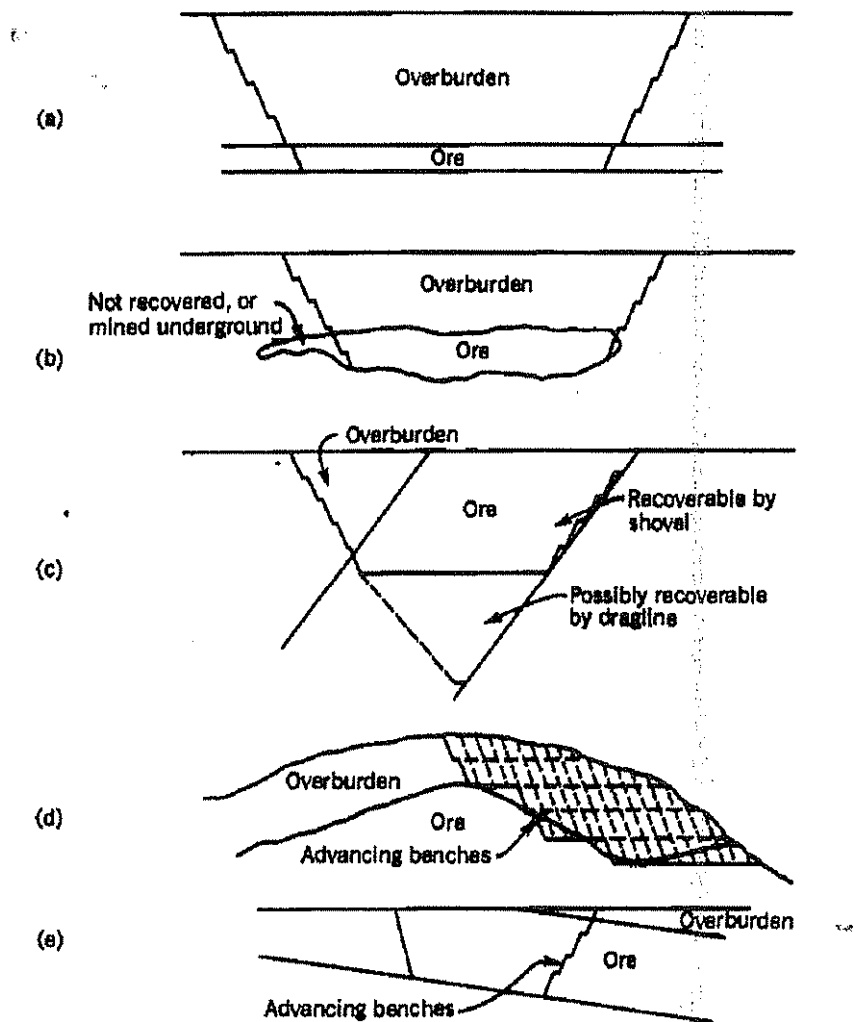 (a)
Overburden
Ore
(b)
Overburden
Not recovered, or
mined underground
Ore
(c)
Overburden
Ore
Recoverable by
shovel
Possibly recoverable
by dragline
(d)
Overburden
Ore
Advancing benches
(e)
Overburden
Ore
Advancing benches